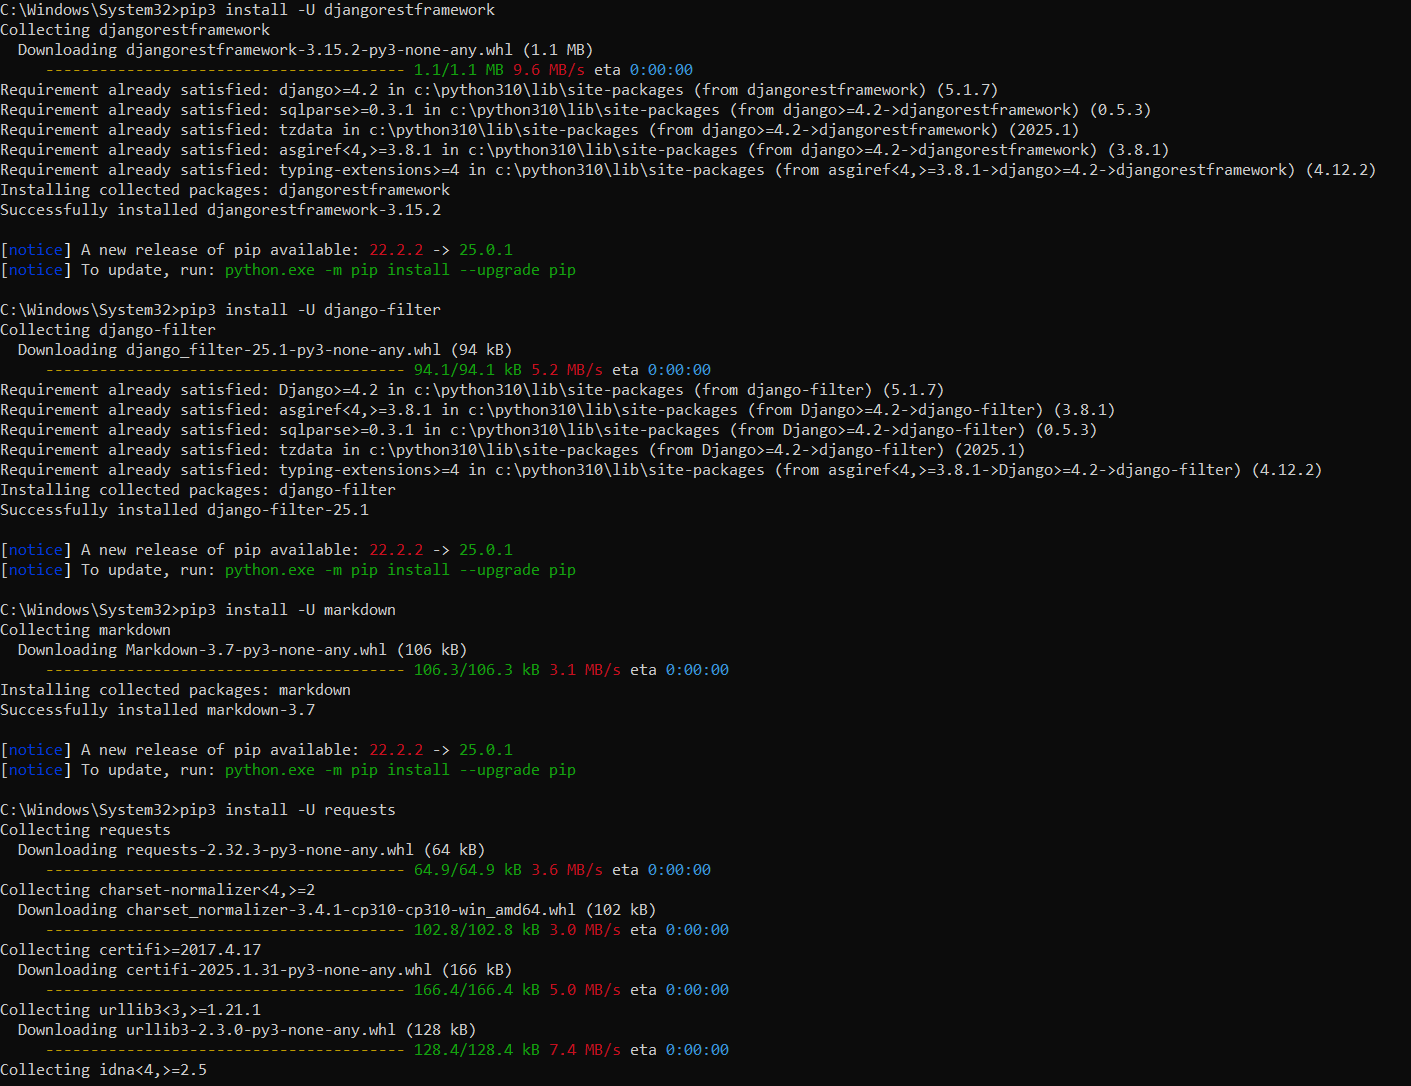 C:\Windows\System32>pip3 install -U djangorestframework
Collecting djangorestframework
  Downloading djangorestframework-3.15.2-py3-none-any.whl (1.1 MB)
     ---------------------------------------- 1.1/1.1 MB 9.6 MB/s eta 0:00:00
Requirement already satisfied: django>=4.2 in c:\python310\lib\site-packages (from djangorestframework) (5.1.7)
Requirement already satisfied: sqlparse>=0.3.1 in c:\python310\lib\site-packages (from django>=4.2->djangorestframework) (0.5.3)
Requirement already satisfied: tzdata in c:\python310\lib\site-packages (from django>=4.2->djangorestframework) (2025.1)
Requirement already satisfied: asgiref<4,>=3.8.1 in c:\python310\lib\site-packages (from django>=4.2->djangorestframework) (3.8.1)
Requirement already satisfied: typing-extensions>=4 in c:\python310\lib\site-packages (from asgiref<4,>=3.8.1->django>=4.2->djangorestframework) (4.12.2)
Installing collected packages: djangorestframework
Successfully installed djangorestframework-3.15.2

[notice] A new release of pip available: 22.2.2 -> 25.0.1
[notice] To update, run: python.exe -m pip install --upgrade pip

C:\Windows\System32>pip3 install -U django-filter
Collecting django-filter
  Downloading django_filter-25.1-py3-none-any.whl (94 kB)
     ---------------------------------------- 94.1/94.1 kB 5.2 MB/s eta 0:00:00
Requirement already satisfied: Django>=4.2 in c:\python310\lib\site-packages (from django-filter) (5.1.7)
Requirement already satisfied: asgiref<4,>=3.8.1 in c:\python310\lib\site-packages (from Django>=4.2->django-filter) (3.8.1)
Requirement already satisfied: sqlparse>=0.3.1 in c:\python310\lib\site-packages (from Django>=4.2->django-filter) (0.5.3)
Requirement already satisfied: tzdata in c:\python310\lib\site-packages (from Django>=4.2->django-filter) (2025.1)
Requirement already satisfied: typing-extensions>=4 in c:\python310\lib\site-packages (from asgiref<4,>=3.8.1->Django>=4.2->django-filter) (4.12.2)
Installing collected packages: django-filter
Successfully installed django-filter-25.1

[notice] A new release of pip available: 22.2.2 -> 25.0.1
[notice] To update, run: python.exe -m pip install --upgrade pip

C:\Windows\System32>pip3 install -U markdown
Collecting markdown
  Downloading Markdown-3.7-py3-none-any.whl (106 kB)
     ---------------------------------------- 106.3/106.3 kB 3.1 MB/s eta 0:00:00
Installing collected packages: markdown
Successfully installed markdown-3.7

[notice] A new release of pip available: 22.2.2 -> 25.0.1
[notice] To update, run: python.exe -m pip install --upgrade pip

C:\Windows\System32>pip3 install -U requests
Collecting requests
  Downloading requests-2.32.3-py3-none-any.whl (64 kB)
     ---------------------------------------- 64.9/64.9 kB 3.6 MB/s eta 0:00:00
Collecting charset-normalizer<4,>=2
  Downloading charset_normalizer-3.4.1-cp310-cp310-win_amd64.whl (102 kB)
     ---------------------------------------- 102.8/102.8 kB 3.0 MB/s eta 0:00:00
Collecting certifi>=2017.4.17
  Downloading certifi-2025.1.31-py3-none-any.whl (166 kB)
     ---------------------------------------- 166.4/166.4 kB 5.0 MB/s eta 0:00:00
Collecting urllib3<3,>=1.21.1
  Downloading urllib3-2.3.0-py3-none-any.whl (128 kB)
     ---------------------------------------- 128.4/128.4 kB 7.4 MB/s eta 0:00:00
Collecting idna<4,>=2.5